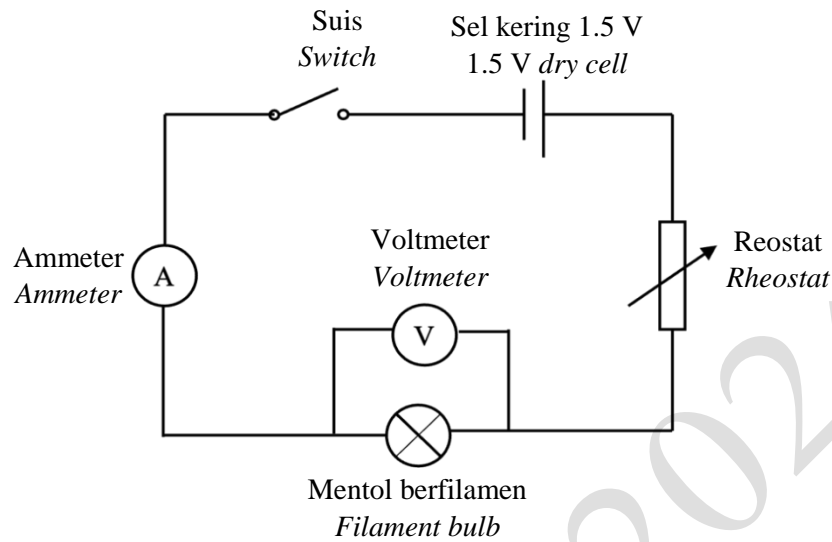 Suis
Switch
Sel kering 1.5 V
1.5 V dry cell
Ammeter
Ammeter
A
Voltmeter
Voltmeter
V
Reostat
Rheostat
Mentol berfilamen
Filament bulb
202